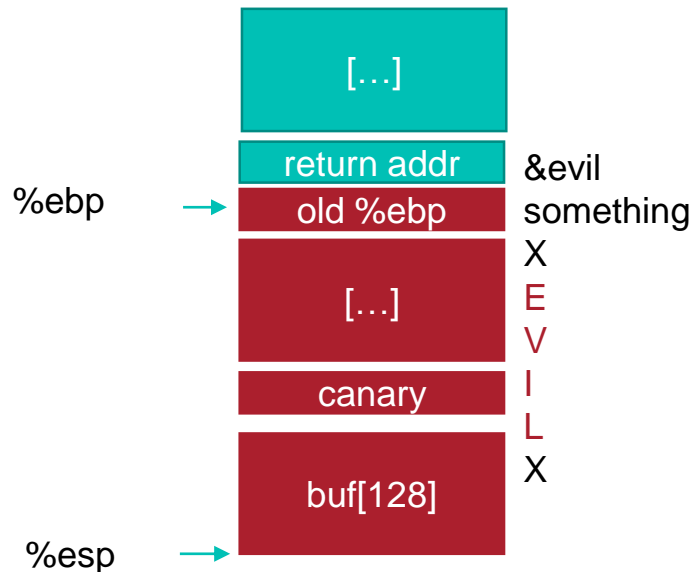 […]
return addr
&evil
%ebp
old %ebp
something
X
E
[…]
V
I
canary
L
X
buf[128]
%esp